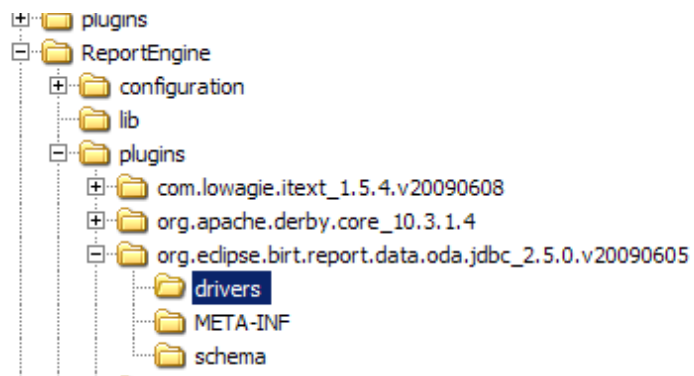 plugins
ReportEngine
configuration
lib
plugins
com.lowagie.itext_1.5.4.v20090608
org.apache.derby.core_10.3.1.4
org.eclipse.birt.report.data.oda.jdbc_2.5.0.v20090605
drivers
META-INF
schema